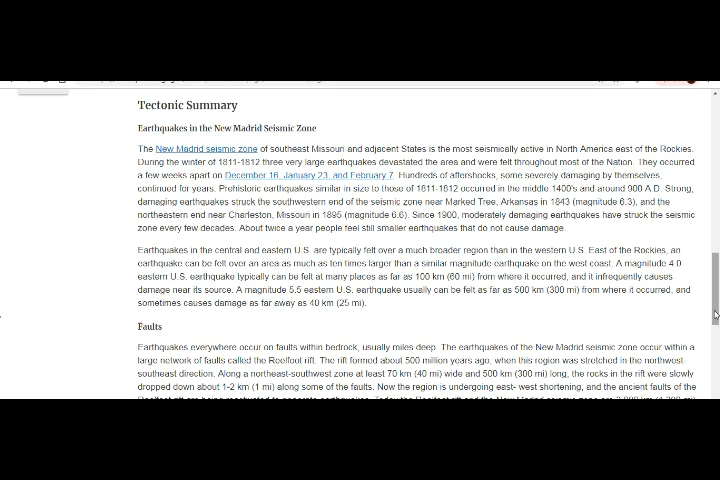 Tectonic Summary
Earthquakes in the New Madrid Seismic Zone
The New Madrid seismic zone of southeast Missouri and adjacent States is the most seismically active in North America east of the Rockies.
During the winter of 1811-1812 three very large earthquakes devastated the area and were felt throughout most of the Nation. They occurred
a few weeks apart on December 16, January 23, and February 7. Hundreds of aftershocks, some severely damaging by themselves,
continued for years. Prehistoric earthquakes similar in size to those of 1811-1812 occurred in the middle 1400's and around 900 A.D. Strong,
damaging earthquakes struck the southwestern end of the seismic zone near Marked Tree, Arkansas in 1843 (magnitude 6.3), and the
northeastern end near Charleston, Missouri in 1895 (magnitude 6.6). Since 1900, moderately damaging earthquakes have struck the seismic
zone every few decades. About twice a year people feel still smaller earthquakes that do not cause damage.
Earthquakes in the central and eastern U.S. are typically felt over a much broader region than in the western U.S. East of the Rockies, an
earthquake can be felt over an area as much as ten times larger than a similar magnitude earthquake on the west coast. A magnitude 4.0
eastern U.S. earthquake typically can be felt at many places as far as 100 km (60 mi) from where it occurred, and it infrequently causes
damage near its source. A magnitude 5.5 eastern U.S. earthquake usually can be felt as far as 500 km (300 mi) from where it occurred, and
sometimes causes damage as far away as 40 km (25 mi).
Faults
Earthquakes everywhere occur on faults within bedrock, usually miles deep. The earthquakes of the New Madrid seismic zone occur within a
large network of faults called the Reelfoot rift. The rift formed about 500 million years ago, when this region was stretched in the northwest-
southeast direction. Along a northeast-southwest zone at least 70 km (40 mi) wide and 500 km (300 mi) long, the rocks in the rift were slowly
dropped down about 1-2 km (1 mi) along some of the faults. Now the region is undergoing east- west shortening, and the ancient faults of the